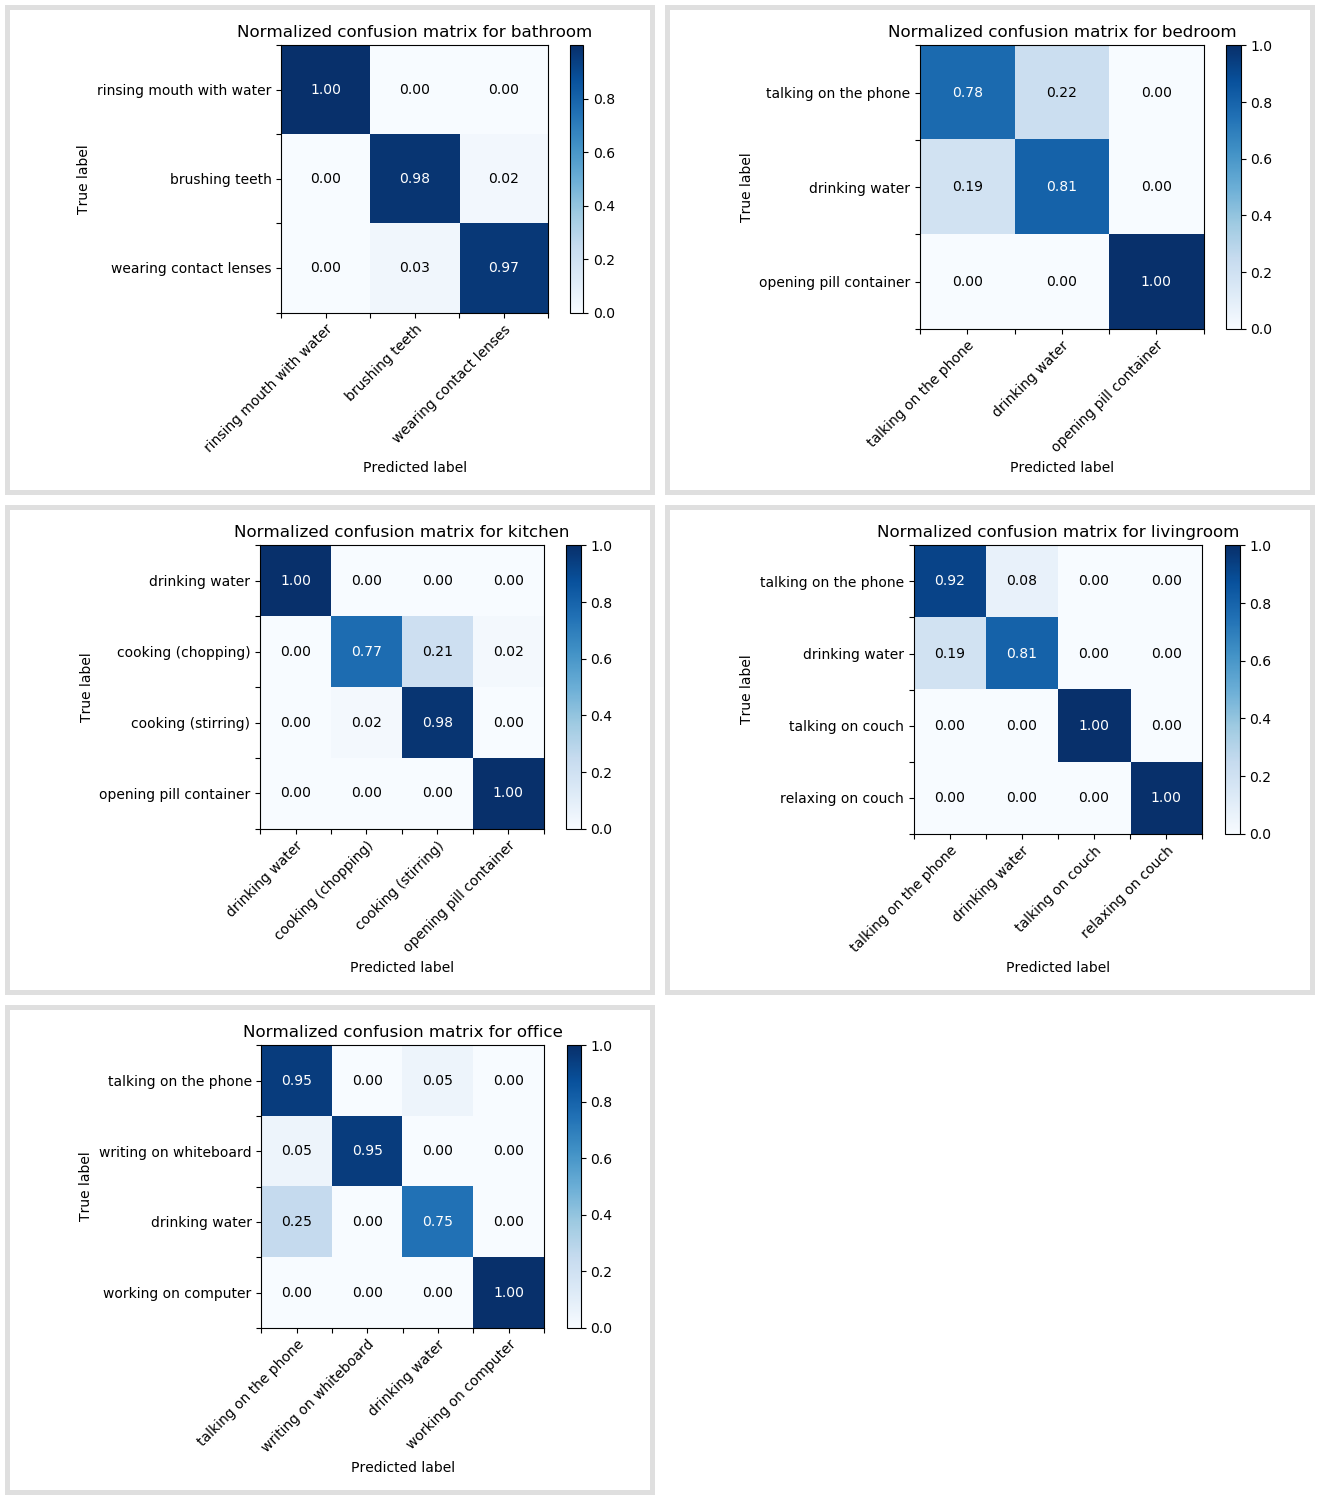 Normalized confusion matrix for bathroom
True label
rinsing mouth with water 1.00 0.00 0.00
brushing teeth 0.00 0.98 0.02
wearing contact lenses 0.00 0.03 0.97
0.8
0.6
0.4
0.2
0.0
rinsing mouth with water
brushing teeth
wearing contact lenses
Predicted label
Normalized confusion matrix for bedroom
True label
talking on the phone 0.78 0.22 0.00
drinking water 0.19 0.81 0.00
opening pill container 0.00 0.00 1.00
1.0
0.8
0.6
0.4
0.2
0.0
talking on the phone
drinking water
opening pill container
Predicted label
Normalized confusion matrix for kitchen
True label
drinking water 1.00 0.00 0.00 0.00
cooking (chopping) 0.00 0.77 0.21 0.02
cooking (stirring) 0.00 0.02 0.98 0.00
opening pill container 0.00 0.00 0.00 1.00
1.0
0.8
0.6
0.4
0.2
0.0
drinking water
cooking (chopping)
cooking (stirring)
opening pill container
Predicted label
Normalized confusion matrix for livingroom
True label
talking on the phone 0.92 0.08 0.00 0.00
drinking water 0.19 0.81 0.00 0.00
talking on couch 0.00 0.00 1.00 0.00
relaxing on couch 0.00 0.00 0.00 1.00
1.0
0.8
0.6
0.4
0.2
0.0
talking on the phone
drinking water
talking on couch
relaxing on couch
Predicted label
Normalized confusion matrix for office
True label
talking on the phone 0.95 0.00 0.05 0.00
writing on whiteboard 0.05 0.95 0.00 0.00
drinking water 0.25 0.00 0.75 0.00
working on computer 0.00 0.00 0.00 1.00
1.0
0.8
0.6
0.4
0.2
0.0
talking on the phone
writing on whiteboard
drinking water
working on computer
Predicted label